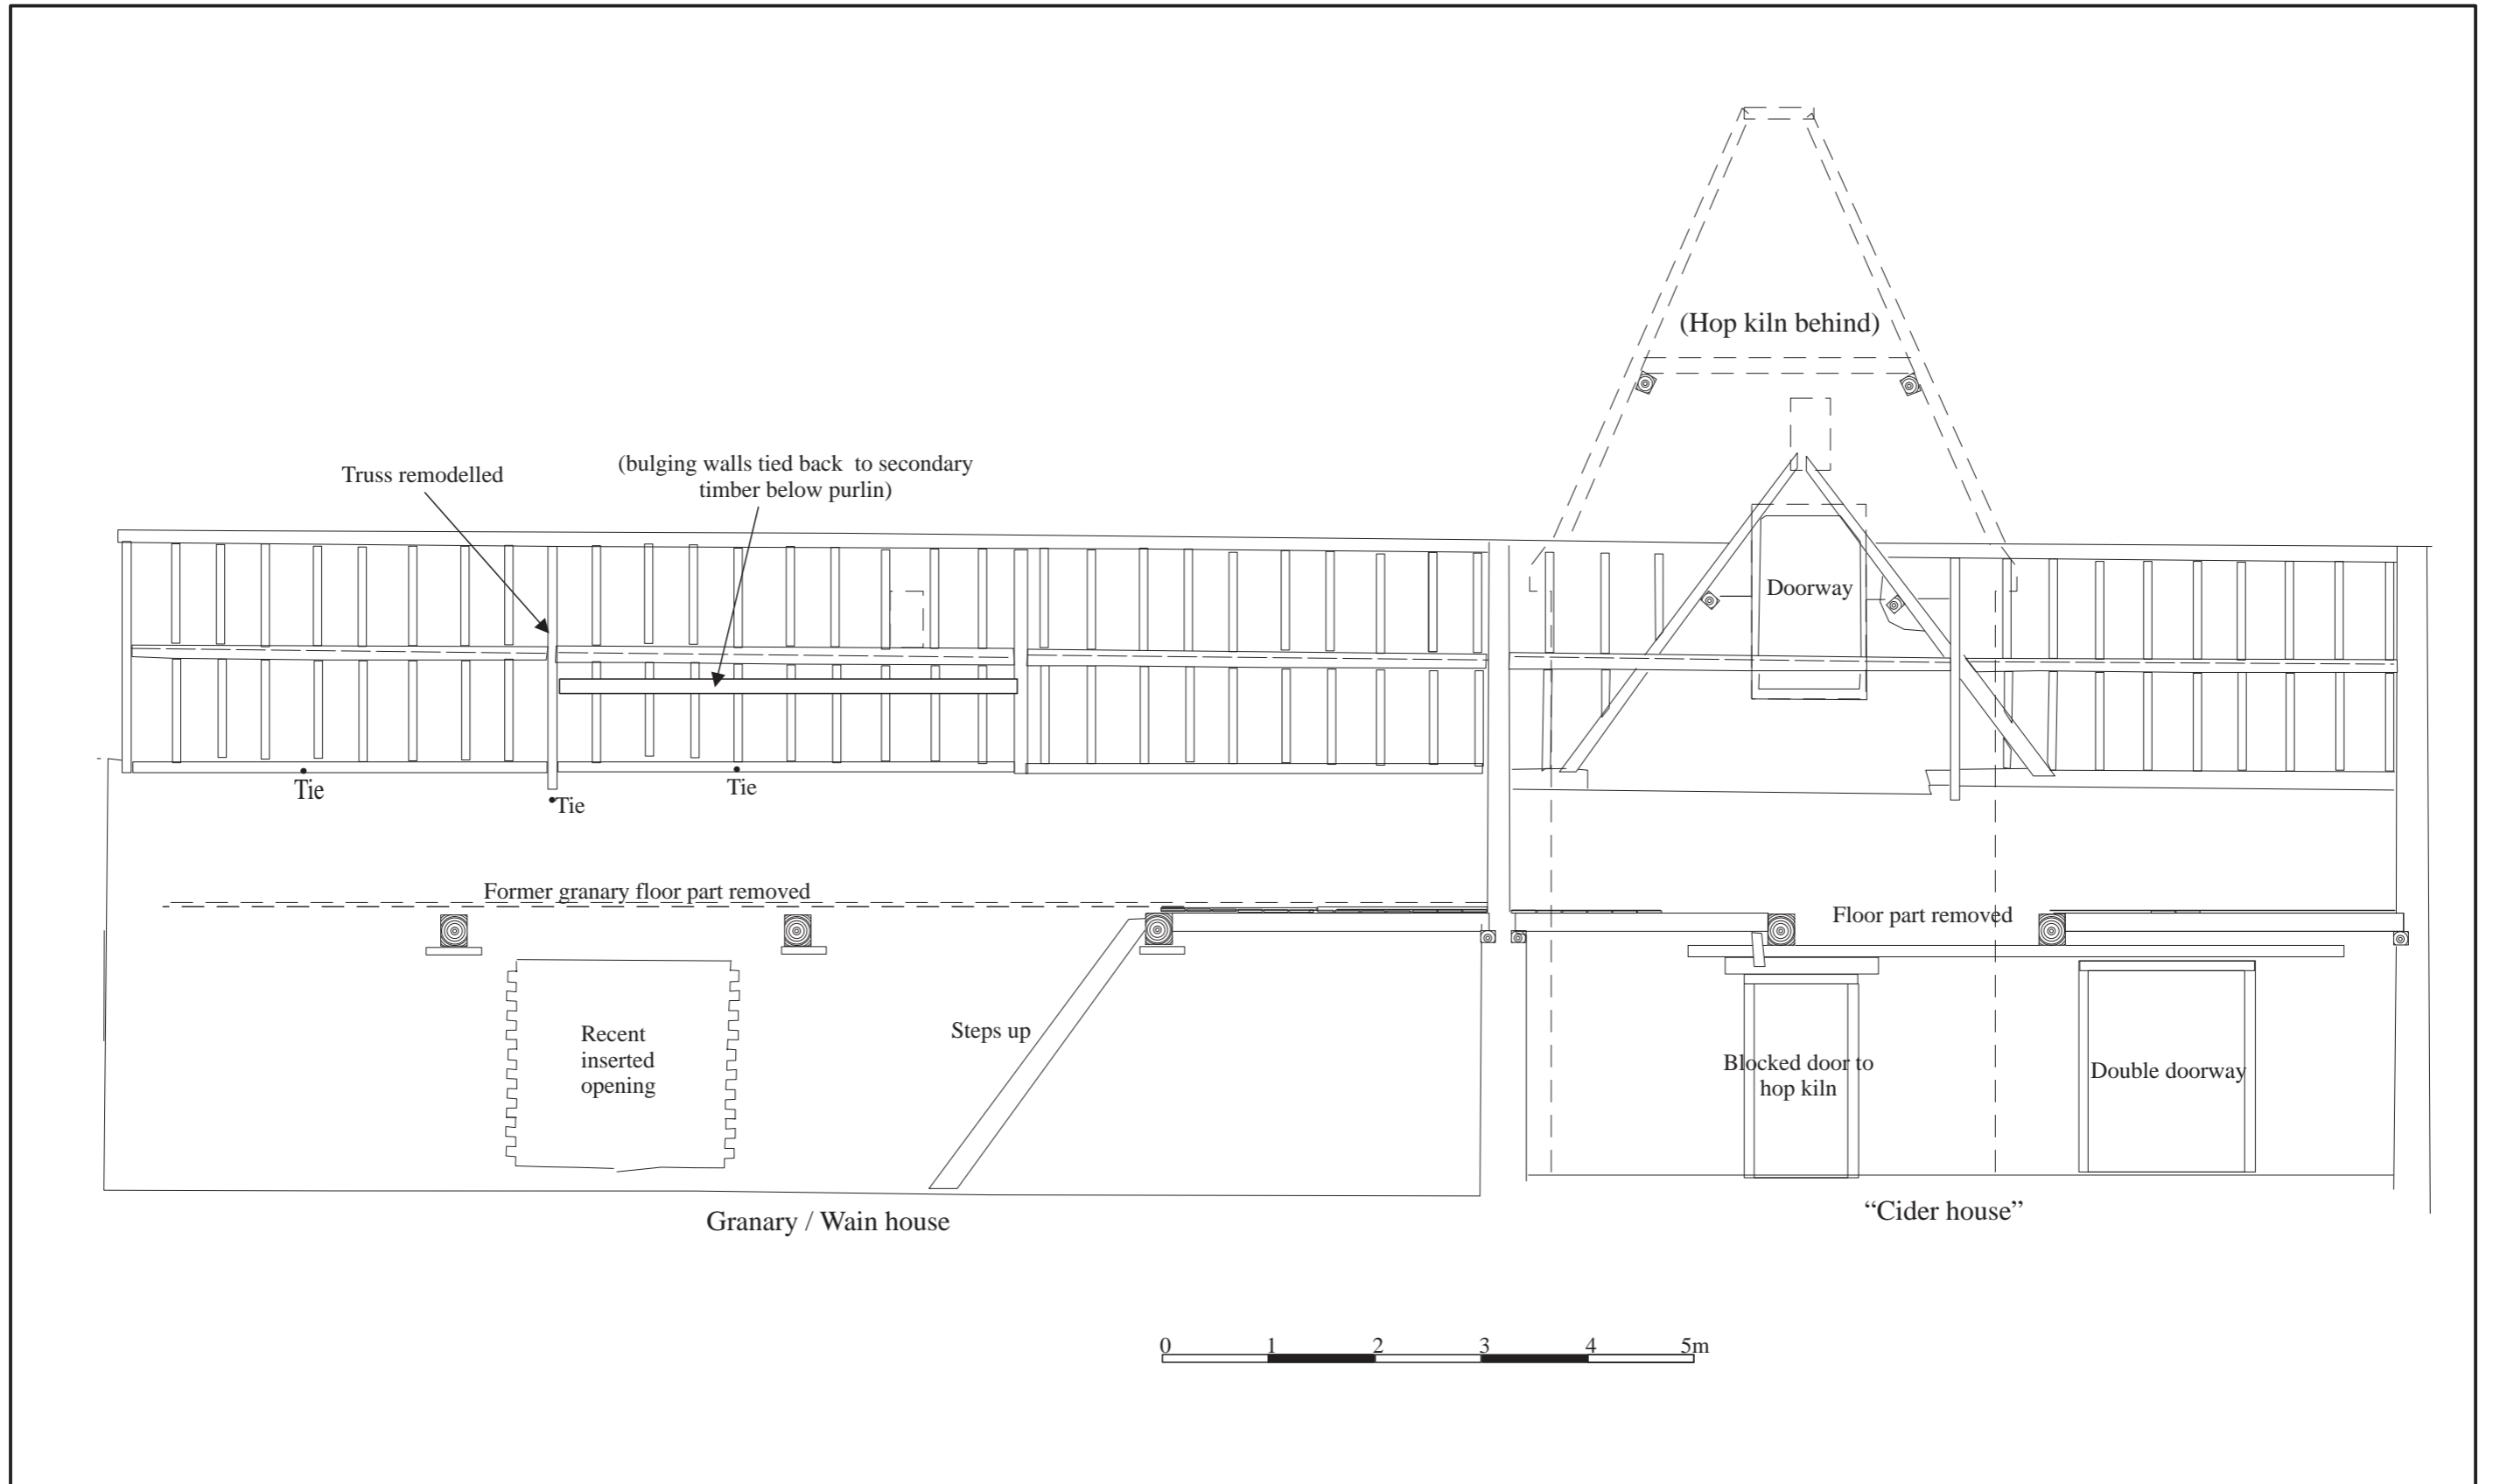 (Hop kiln behind)
(bulging walls tied back to secondary
timber below purlin)
Truss remodelled
Doorway
Tie
Tie
Tie
Former granary floor part removed
Floor part removed
Recent
inserted
opening
Steps up
Blocked door to
hop kiln
Double doorway
Granary / Wain house
“Cider house”
0 1 2 3 4 5m